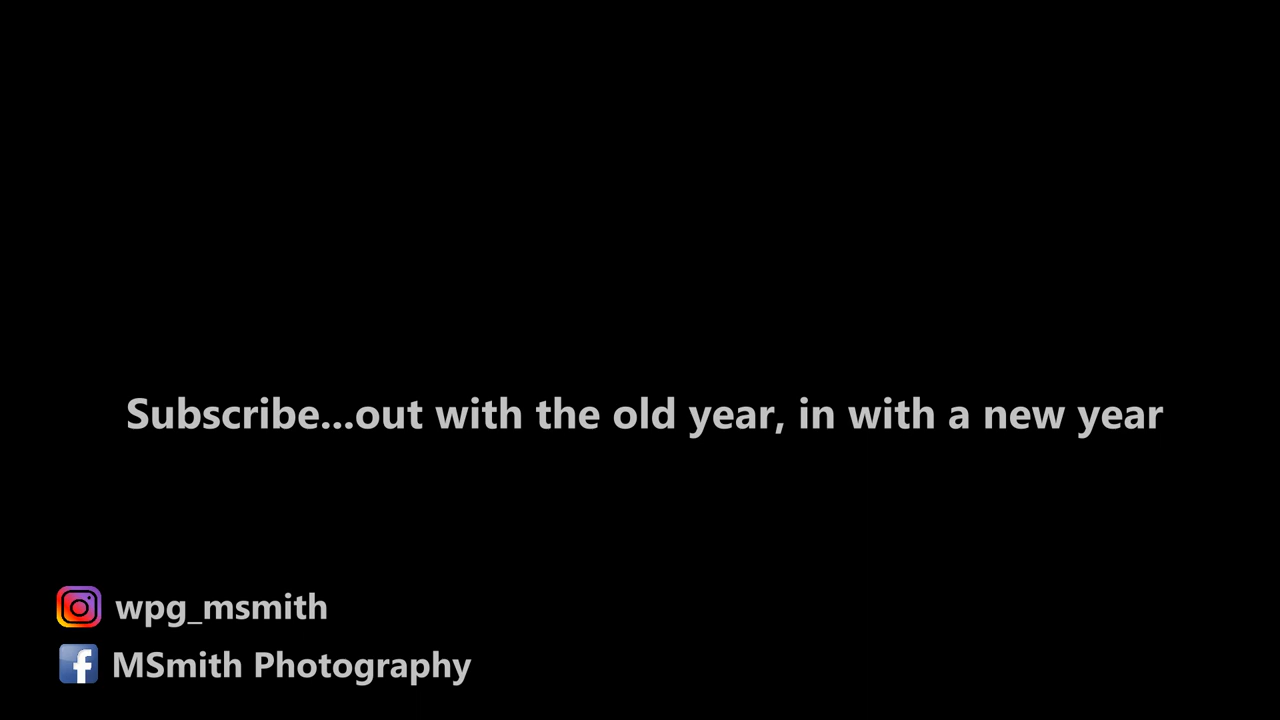 Subscribe...out with the old year, in with a new year
wpg_msmith
MSmith Photography